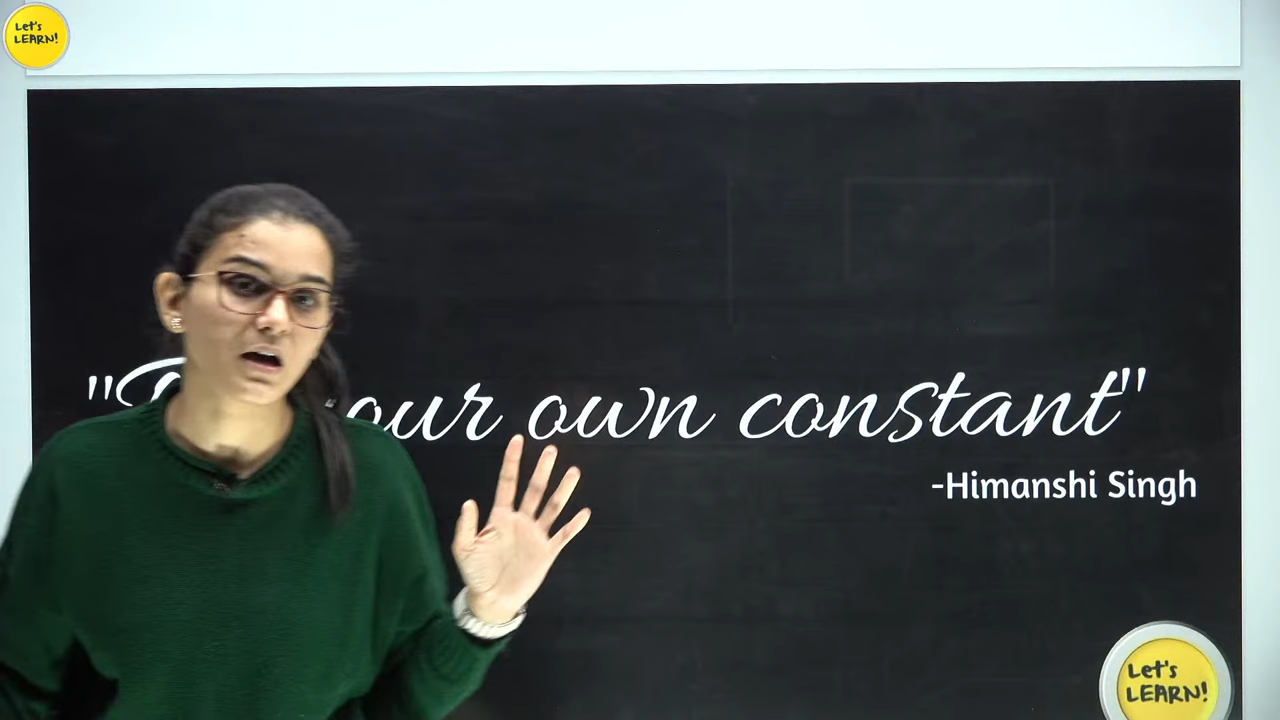 Let's
LEARN!
our own constant"
-Himanshi Singh
Let's
LEARN!